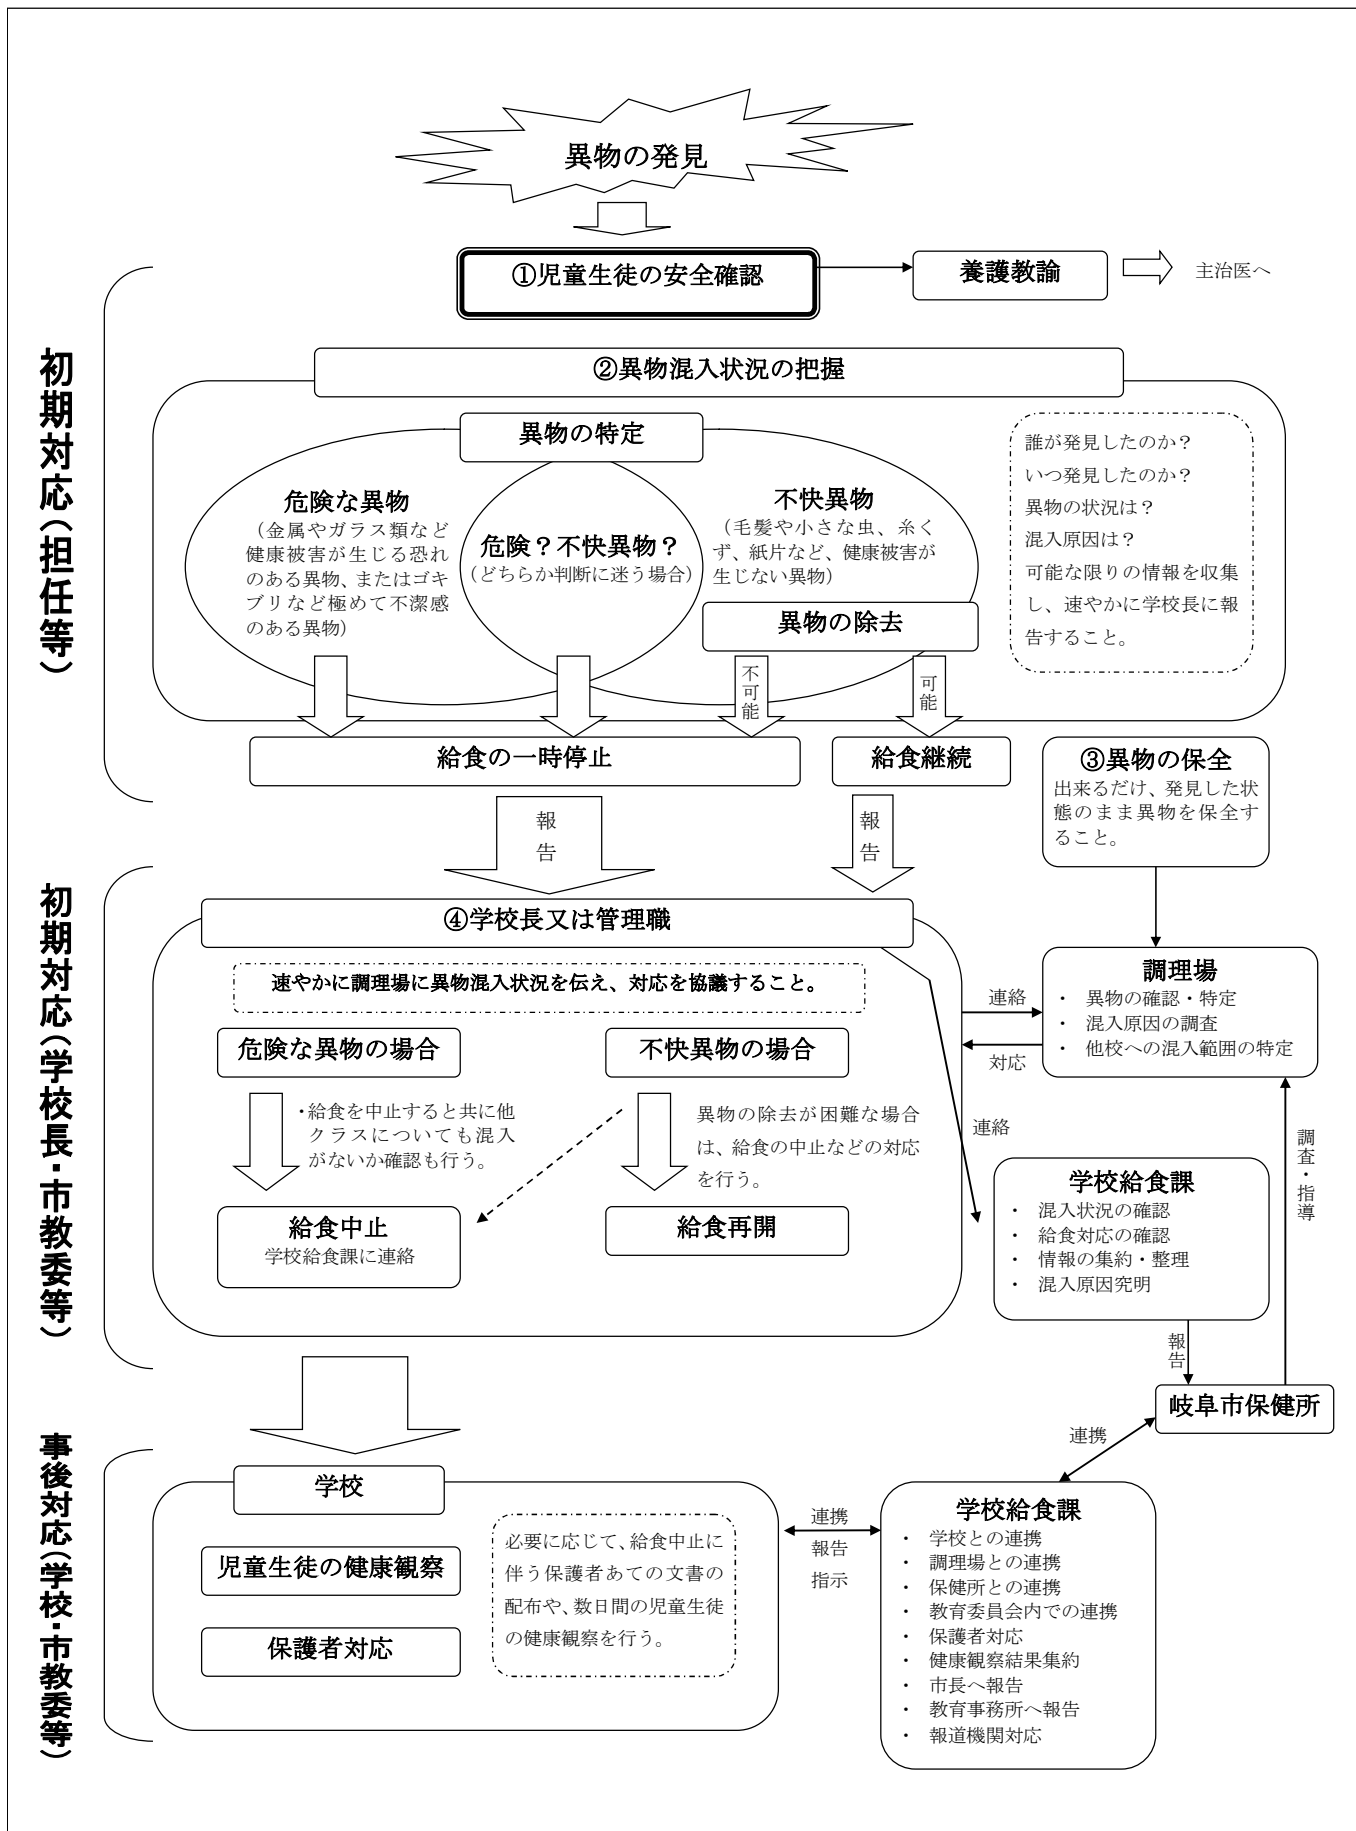 異物の発見
①児童生徒の安全確認
養護教諭
主治医へ
初期対応（担任等）
②異物混入状況の把握
異物の特定
危険な異物
（金属やガラス類など
健康被害が生じる恐れ
のある異物、またはゴキ
ブリなど極めて不潔感
のある異物）
危険？不快異物？
（どちらか判断に迷う場合）
不快異物
（毛髪や小さな虫、糸く
ず、紙片など、健康被害が
生じない異物）
異物の除去
誰が発見したのか？
いつ発見したのか？
異物の状況は？
混入原因は？
可能な限りの情報を収集
し、速やかに学校長に報
告すること。
不可能
可能
給食の一時停止
給食継続
③異物の保全
出来るだけ、発見した状
態のまま異物を保全す
ること。
報告
報告
初期対応（学校長・市教委等）
④学校長又は管理職
速やかに調理場に異物混入状況を伝え、対応を協議すること。
危険な異物の場合
不快異物の場合
・給食を中止すると共に他
クラスについても混入
がないか確認も行う。
異物の除去が困難な場合
は、給食の中止などの対応
を行う。
給食中止
学校給食課に連絡
給食再開
連絡
対応
調理場
・ 異物の確認・特定
・ 混入原因の調査
・ 他校への混入範囲の特定
連絡
調査・指導
学校給食課
・ 混入状況の確認
・ 給食対応の確認
・ 情報の集約・整理
・ 混入原因究明
報告
岐阜市保健所
連携
事後対応（学校・市教委等）
学校
児童生徒の健康観察
保護者対応
必要に応じて、給食中止に
伴う保護者あての文書の
配布や、数日間の児童生徒
の健康観察を行う。
連携
報告
指示
学校給食課
・ 学校との連携
・ 調理場との連携
・ 保健所との連携
・ 教育委員会内での連携
・ 保護者対応
・ 健康観察結果集約
・ 市長へ報告
・ 教育事務所へ報告
・ 報道機関対応